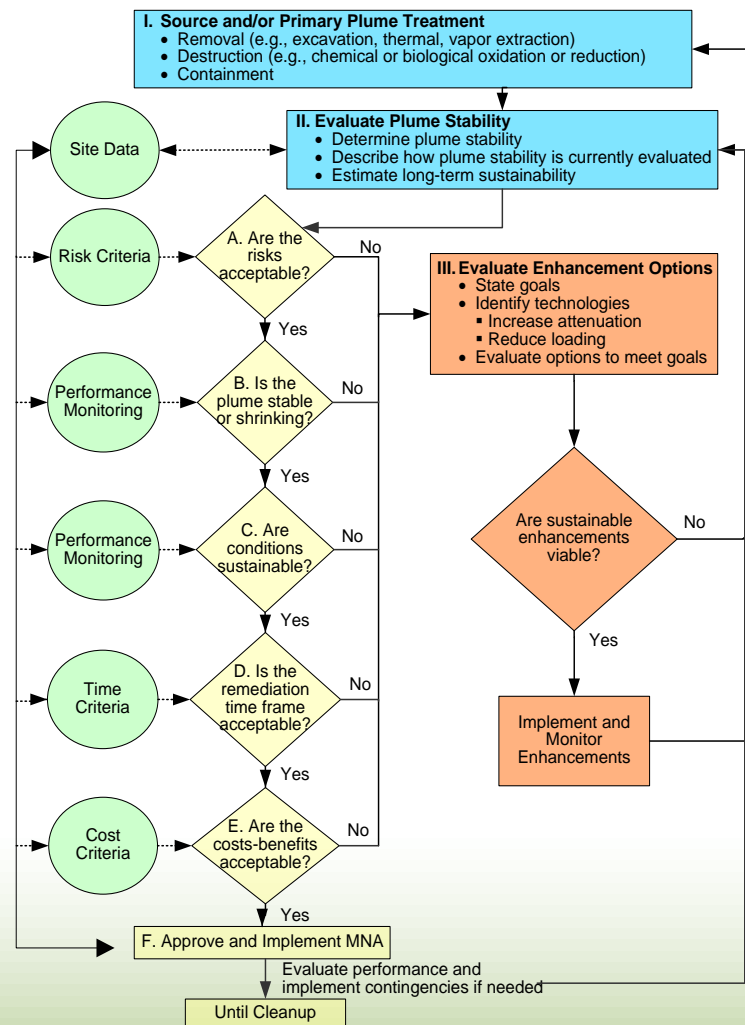 I. Source and/or Primary Plume Treatment
• Removal (e.g., excavation, thermal, vapor extraction)
• Destruction (e.g., chemical or biological oxidation or reduction)
• Containment
II. Evaluate Plume Stability
• Determine plume stability
• Describe how plume stability is currently evaluated
• Estimate long-term sustainability
Site Data
Risk Criteria
A. Are the
risks
acceptable?
No
Yes
III. Evaluate Enhancement Options
• State goals
• Identify technologies
▪ Increase attenuation
▪ Reduce loading
• Evaluate options to meet goals
Performance
Monitoring
B. Is the
plume stable
or shrinking?
No
Yes
Performance
Monitoring
C. Are
conditions
sustainable?
No
Yes
Are sustainable
enhancements
viable?
No
Yes
Time
Criteria
D. Is the
remediation
time frame
acceptable?
No
Yes
Implement and
Monitor
Enhancements
Cost
Criteria
E. Are the
costs-benefits
acceptable?
No
Yes
F. Approve and Implement MNA
Evaluate performance and
implement contingencies if needed
Until Cleanup